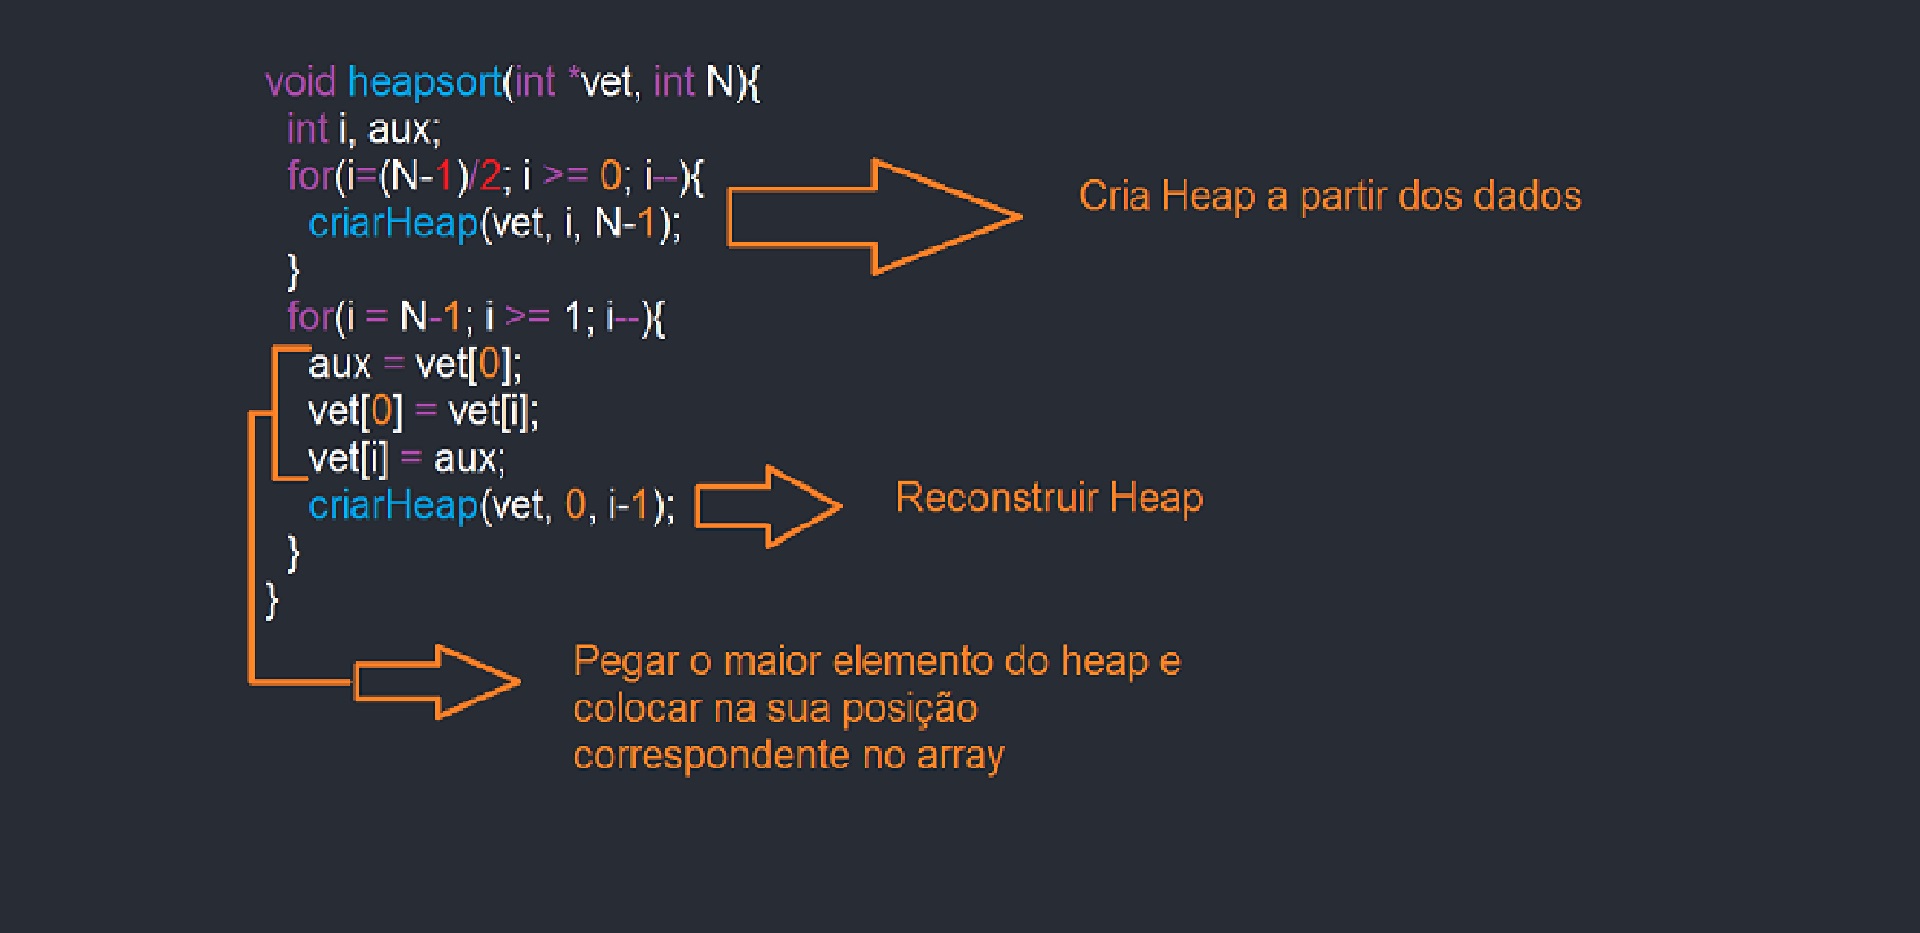 void heapsort(int *vet, int N){
int i, aux;
for(i=(N-1)/2; i >= 0; i--){
criarHeap(vet, i, N-1);
}
for(i = N-1; i >= 1; i--){
aux = vet[0];
vet[0] = vet[i];
vet[i] = aux;
criarHeap(vet, 0, i-1);
}
}
Cria Heap a partir dos dados
Reconstruir Heap
Pegar o maior elemento do heap e
colocar na sua posição
correspondente no array